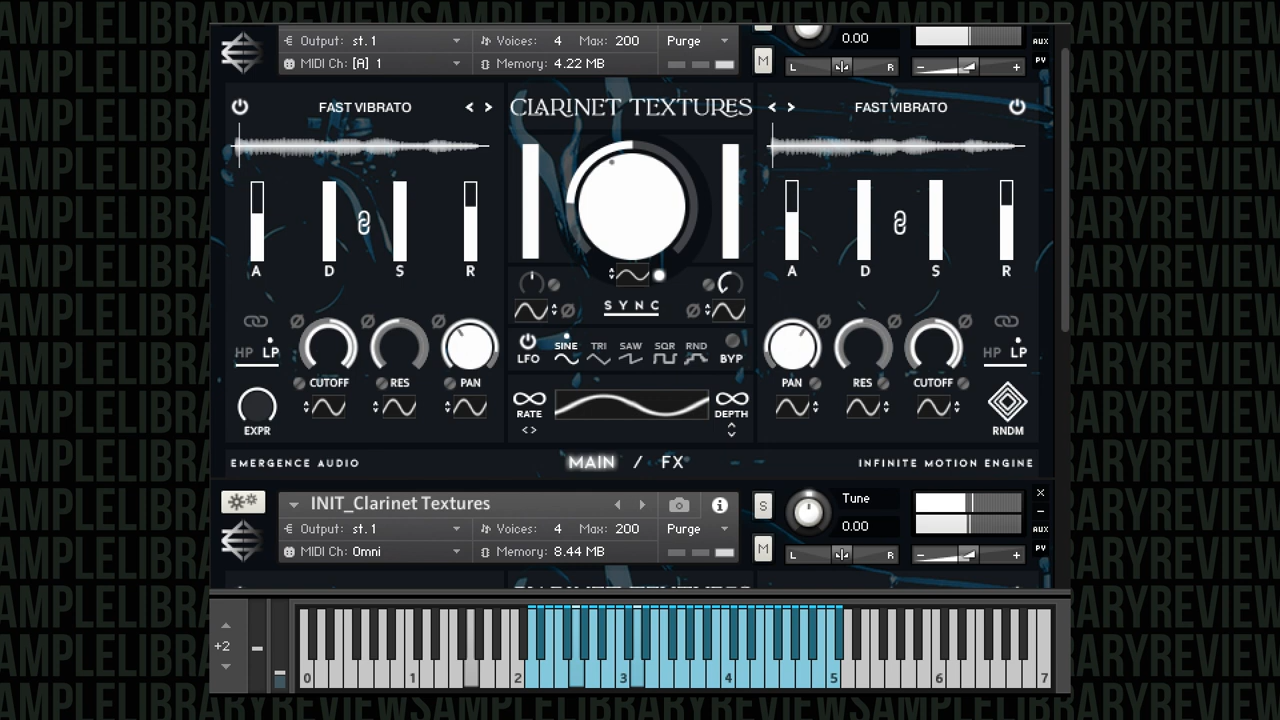 Output: st.1 Voices: 4 Max: 200 Purge 0.00 AUX
MIDI Ch: [A] 1 Memory: 4.22 MB M L R - + PV
FAST VIBRATO < > CLARINET TEXTURES < > FAST VIBRATO
A D S R A D S R
SYNC
HP LP LFO SINE TRI SAW SQR RND BYP HP LP
CUTOFF RES PAN PAN RES CUTOFF
EXPR RATE DEPTH RNDM
< >
EMERGENCE AUDIO MAIN / FX INFINITE MOTION ENGINE
INIT_Clarinet Textures S Tune
Output: st.1 Voices: 4 Max: 200 Purge 0.00 AUX
MIDI Ch: Omni Memory: 8.44 MB M L R - + PV
CLARINET TEXTURES
+2
0 1 2 3 4 5 6 7
SAMPLELIBRARYREVIEW